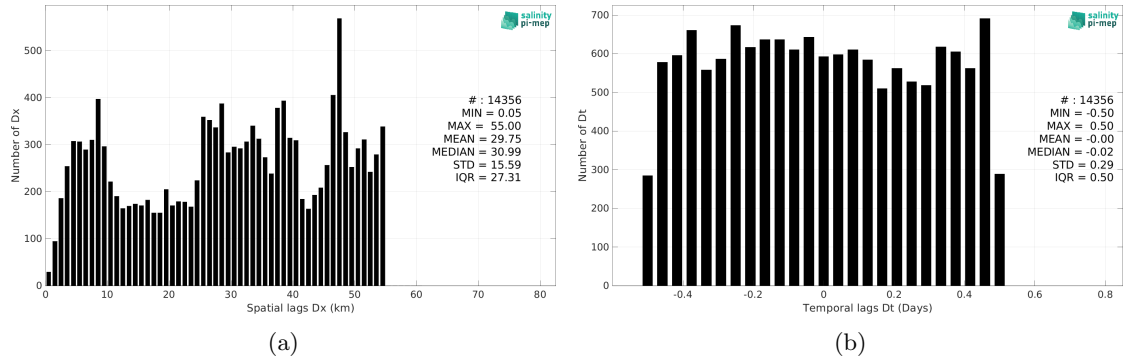 salinity
pi-mep
500
400
300
200
100
0
Number of Dx
# : 14356
MIN = 0.05
MAX = 55.00
MEAN = 29.75
MEDIAN = 30.99
STD = 15.59
IQR = 27.31
0 10 20 30 40 50 60 70 80
Spatial lags Dx (km)
(a)
salinity
pi-mep
700
600
500
400
300
200
100
0
Number of Dt
# : 14356
MIN = -0.50
MAX = 0.50
MEAN = -0.00
MEDIAN = -0.02
STD = 0.29
IQR = 0.50
-0.4 -0.2 0 0.2 0.4 0.6 0.8
Temporal lags Dt (Days)
(b)